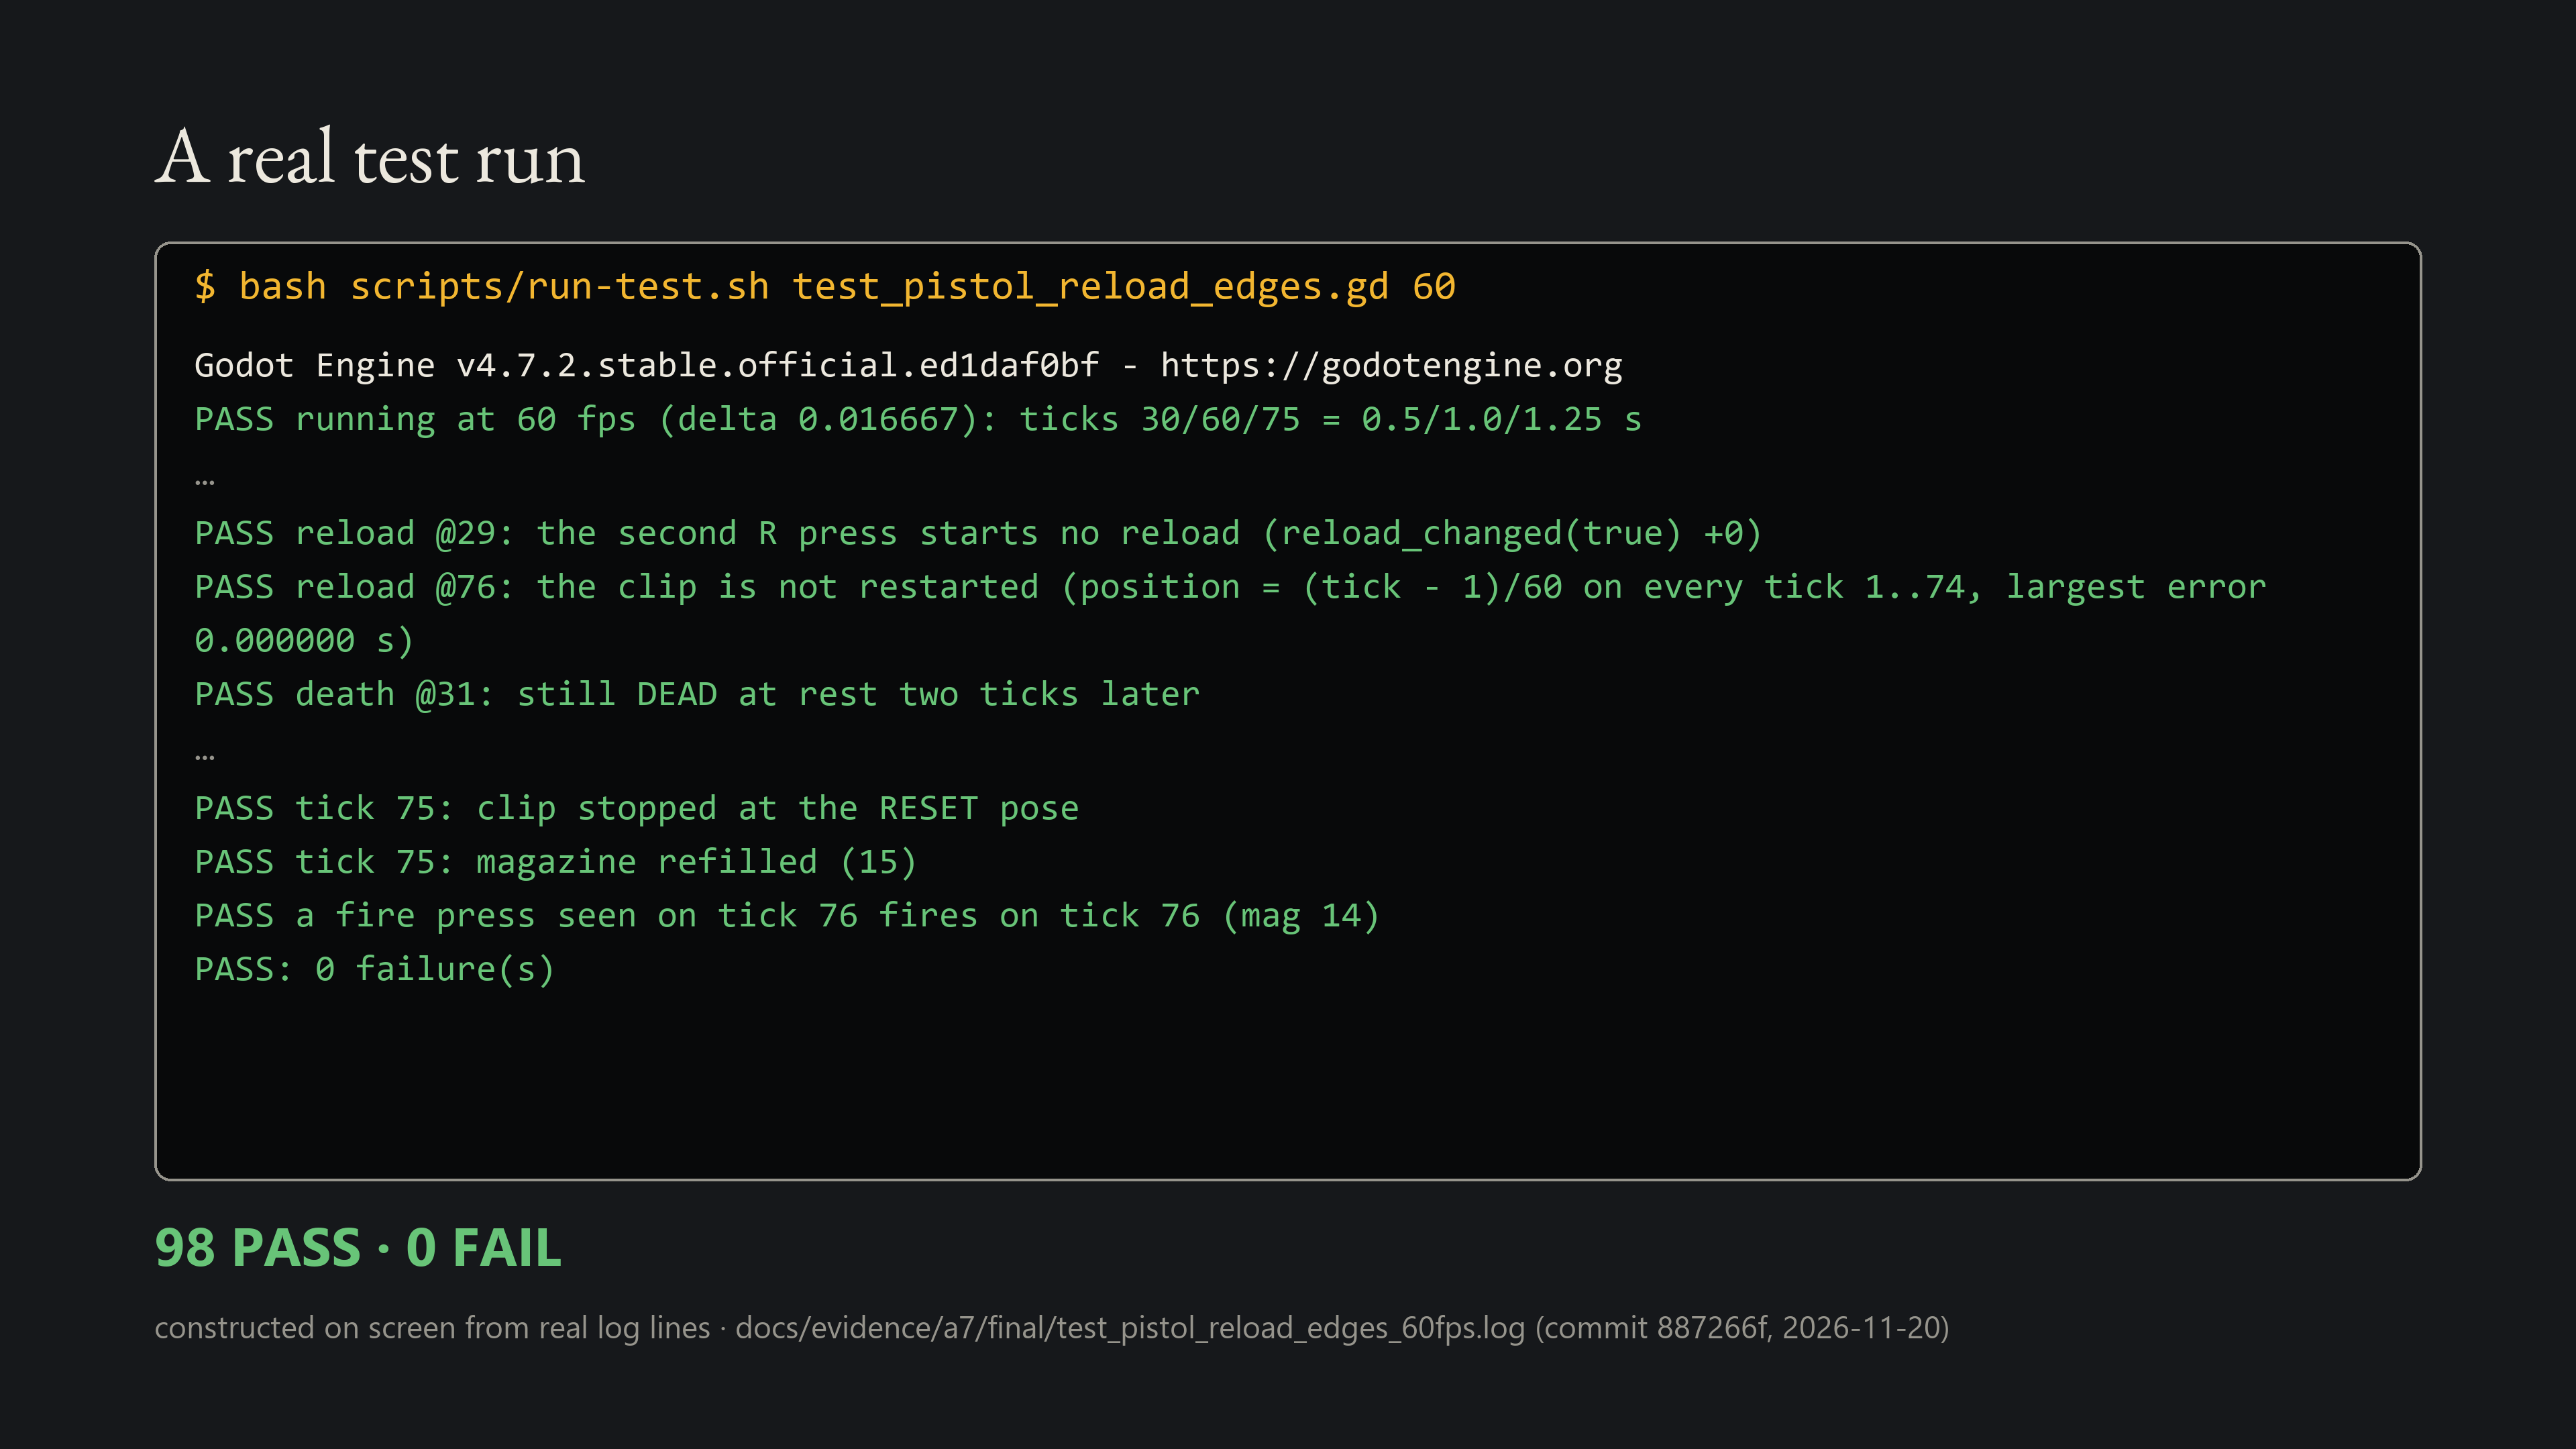 A real test run
$ bash scripts/run-test.sh test_pistol_reload_edges.gd 60
Godot Engine v4.7.2.stable.official.ed1daf0bf - https://godotengine.org
PASS running at 60 fps (delta 0.016667): ticks 30/60/75 = 0.5/1.0/1.25 s
…
PASS reload @29: the second R press starts no reload (reload_changed(true) +0)
PASS reload @76: the clip is not restarted (position = (tick - 1)/60 on every tick 1..74, largest error
0.000000 s)
PASS death @31: still DEAD at rest two ticks later
…
PASS tick 75: clip stopped at the RESET pose
PASS tick 75: magazine refilled (15)
PASS a fire press seen on tick 76 fires on tick 76 (mag 14)
PASS: 0 failure(s)
98 PASS · 0 FAIL
constructed on screen from real log lines · docs/evidence/a7/final/test_pistol_reload_edges_60fps.log (commit 887266f, 2026-11-20)